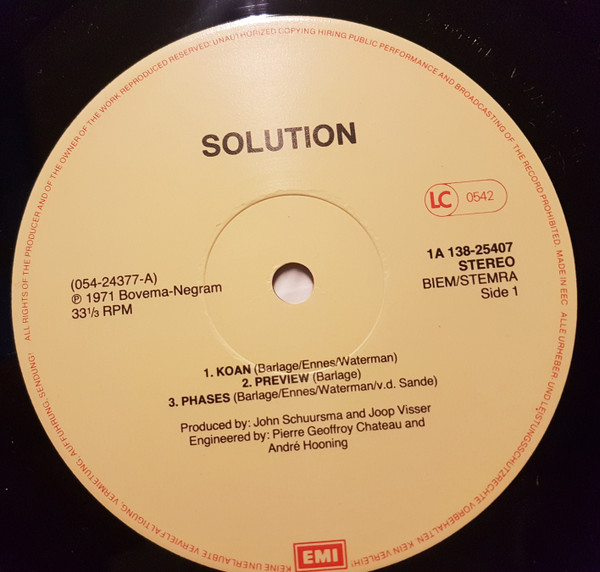 SOLUTION
LC 0542
(054-24377-A)
℗ 1971 Bovema-Negram
33⅓ RPM
1A 138-25407
STEREO
BIEM/STEMRA
Side 1
1. KOAN (Barlage/Ennes/Waterman)
2. PREVIEW (Barlage)
3. PHASES (Barlage/Ennes/Waterman/v.d. Sande)
Produced by: John Schuursma and Joop Visser
Engineered by: Pierre Geoffroy Chateau and
André Hooning
EMI
ALL RIGHTS OF THE PRODUCER AND OF THE OWNER OF THE WORK REPRODUCED RESERVED. UNAUTHORIZED COPYING HIRING PUBLIC PERFORMANCE AND BROADCASTING OF THE RECORD PROHIBITED. MADE IN EEC ALLE URHEBER- UND LEISTUNGSSCHUTZRECHTE VORBEHALTEN. KEIN VERLEIH!
KEINE UNERLAUBTE VERVIELFÄLTIGUNG, VERMIETUNG, AUFFÜHRUNG, SENDUNG!